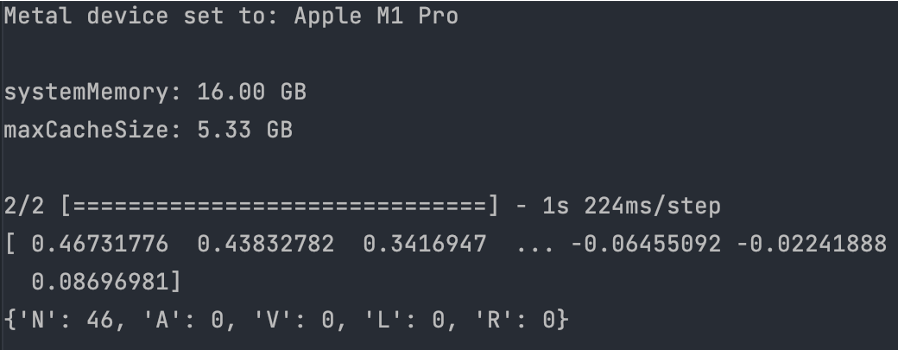 Metal device set to: Apple M1 Pro
systemMemory: 16.00 GB
maxCacheSize: 5.33 GB
2/2 [==============================] - 1s 224ms/step
[ 0.46731776  0.43832782  0.3416947  ... -0.06455092 -0.02241888
  0.08696981]
{'N': 46, 'A': 0, 'V': 0, 'L': 0, 'R': 0}